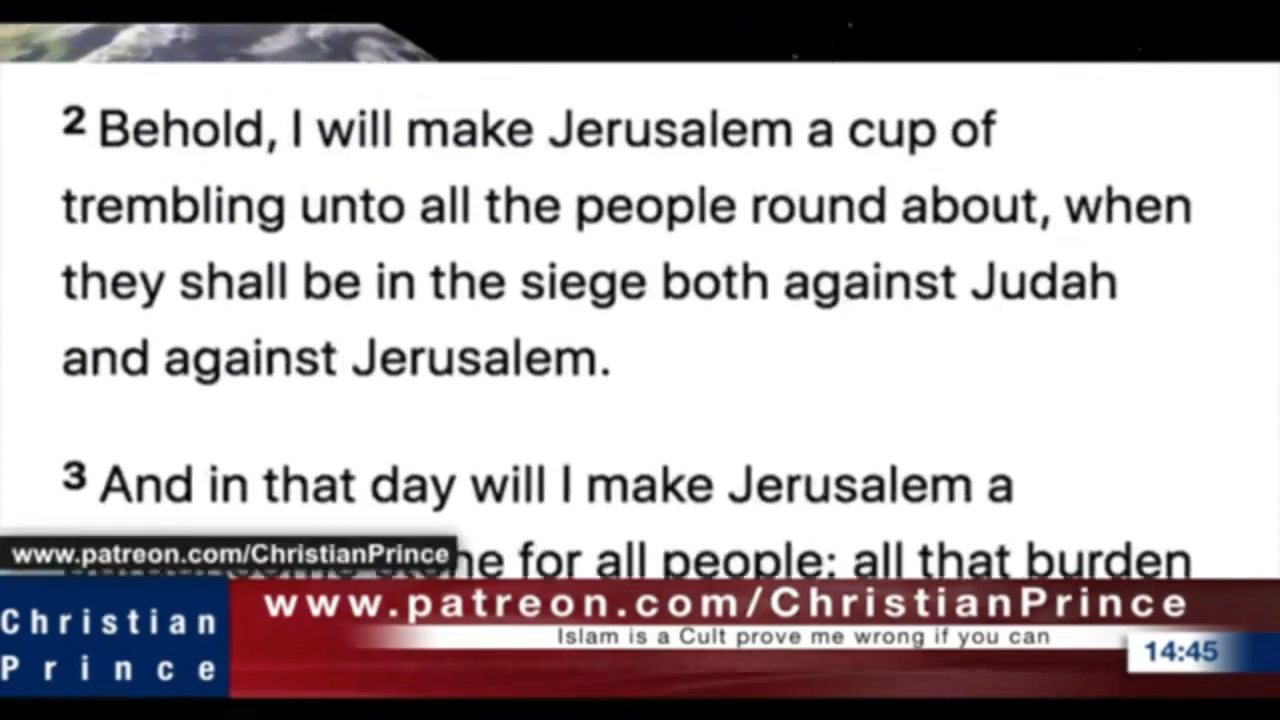 2 Behold, I will make Jerusalem a cup of
trembling unto all the people round about, when
they shall be in the siege both against Judah
and against Jerusalem.
3 And in that day will I make Jerusalem a
for all people: all that burden
www.patreon.com/ChristianPrince
Christian
Prince
www.patreon.com/ChristianPrince
Islam is a Cult prove me wrong if you can
14:45